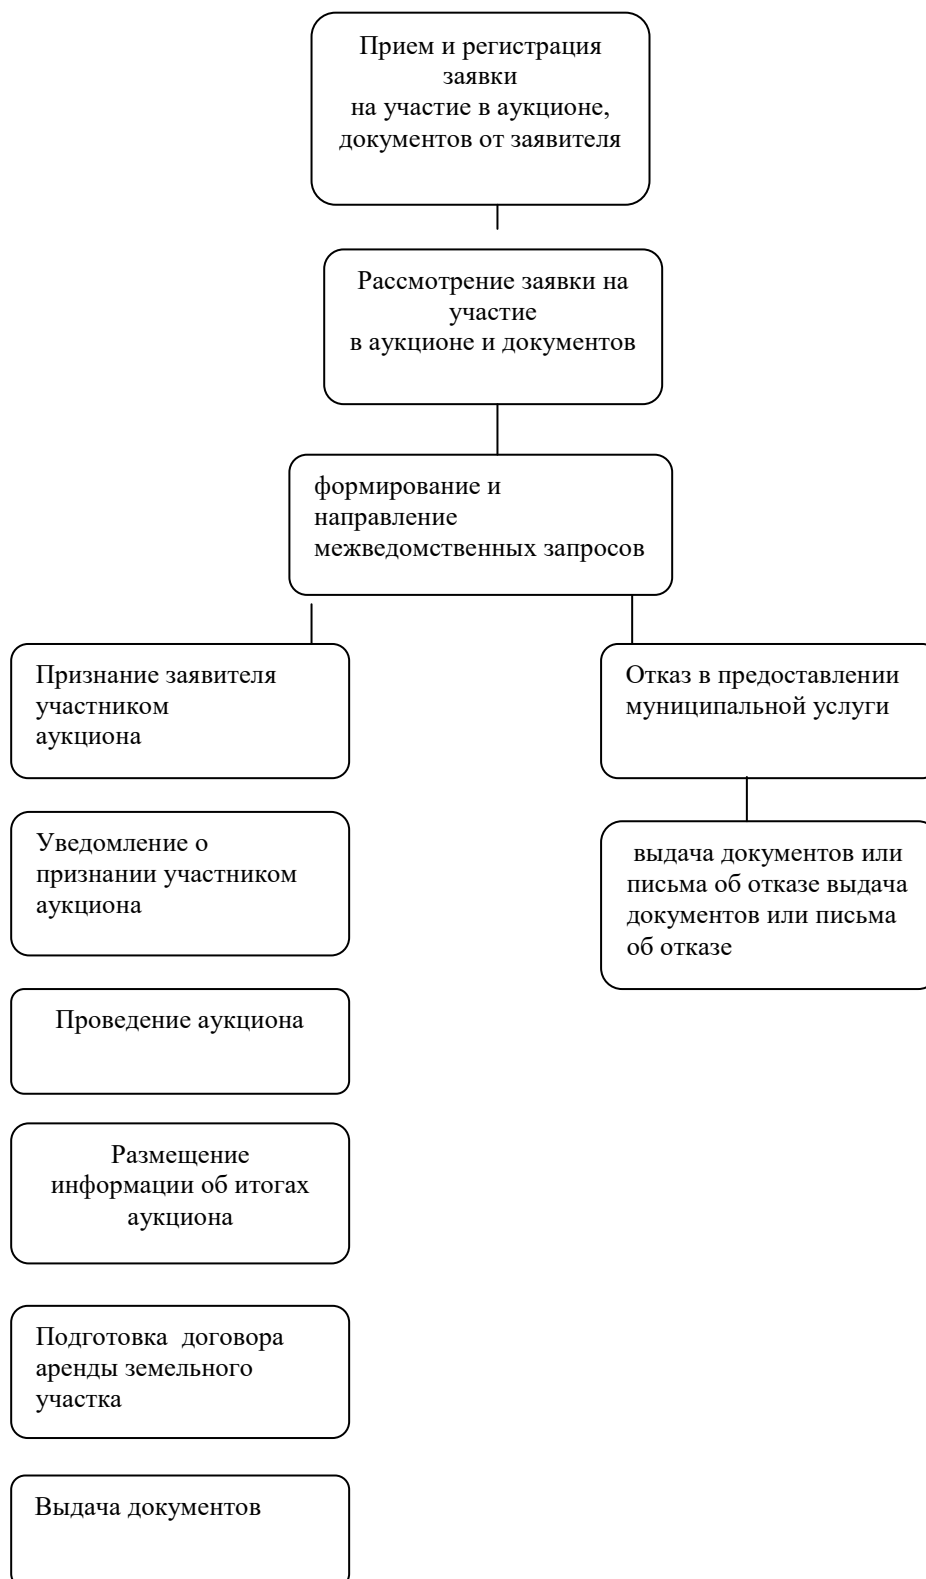 Прием и регистрация
заявки
на участие в аукционе,
документов от заявителя
Рассмотрение заявки на
участие
в аукционе и документов
формирование и
направление
межведомственных запросов
Признание заявителя
участником
аукциона
Отказ в предоставлении
муниципальной услуги
Уведомление о
признании участником
аукциона
выдача документов или
письма об отказе выдача
документов или письма
об отказе
Проведение аукциона
Размещение
информации об итогах
аукциона
Подготовка  договора
аренды земельного
участка
Выдача документов